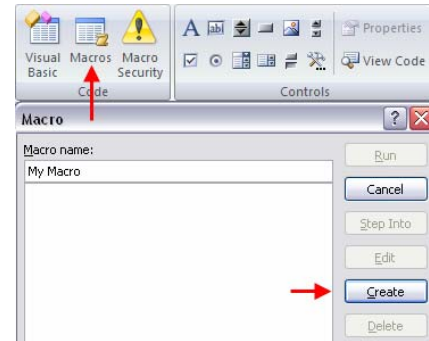 Visual Basic
Macros
Macro Security
A
ab
Properties
View Code
Code
Controls
Macro
?
Macro name:
Run
My Macro
Cancel
Step Into
Edit
Create
Delete